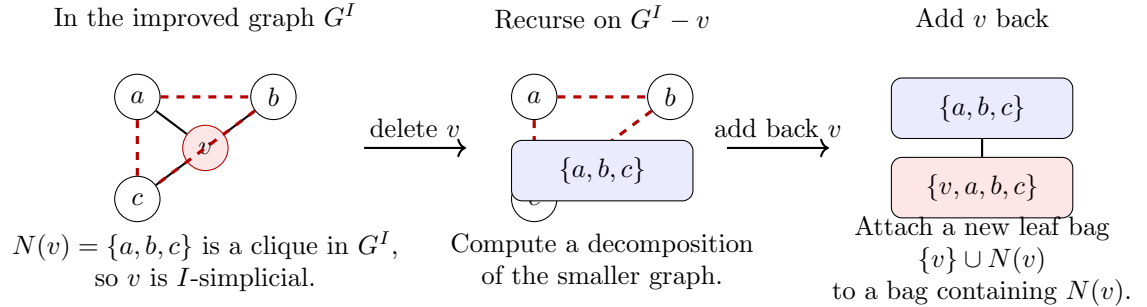 In the improved graph $G^I$
Recurse on $G^I - v$
Add $v$ back
a
b
v
c
delete $v$
a
b
{a, b, c}
add back $v$
{a, b, c}
{v, a, b, c}
$N(v) = \{a, b, c\}$ is a clique in $G^I$,
so $v$ is $I$-simplicial.
Compute a decomposition
of the smaller graph.
Attach a new leaf bag
$\{v\} \cup N(v)$
to a bag containing $N(v)$.